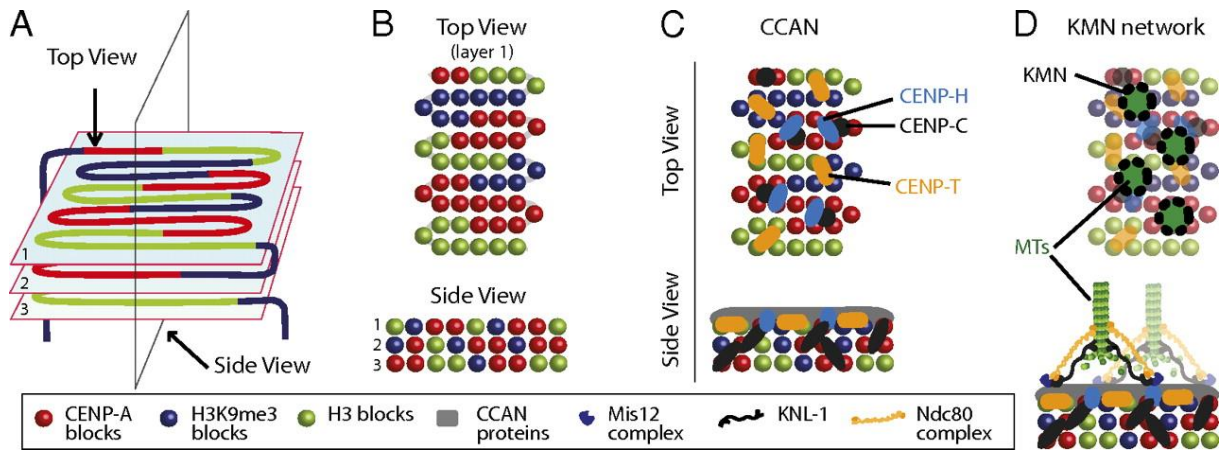 A
Top View
1
2
3
Side View
B
Top View
(layer 1)
Side View
1
2
3
C
CCAN
Top View
CENP-H
CENP-C
CENP-T
Side View
D
KMN network
KMN
MTs
CENP-A
blocks
H3K9me3
blocks
H3 blocks
CCAN
proteins
Mis12
complex
KNL-1
Ndc80
complex